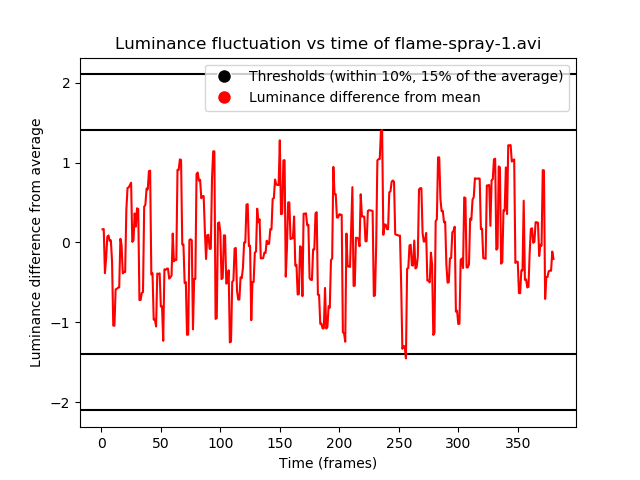 Luminance fluctuation vs time of flame-spray-1.avi
Thresholds (within 10%, 15% of the average)
Luminance difference from mean
Luminance difference from average
2
1
0
−1
−2
0 50 100 150 200 250 300 350
Time (frames)